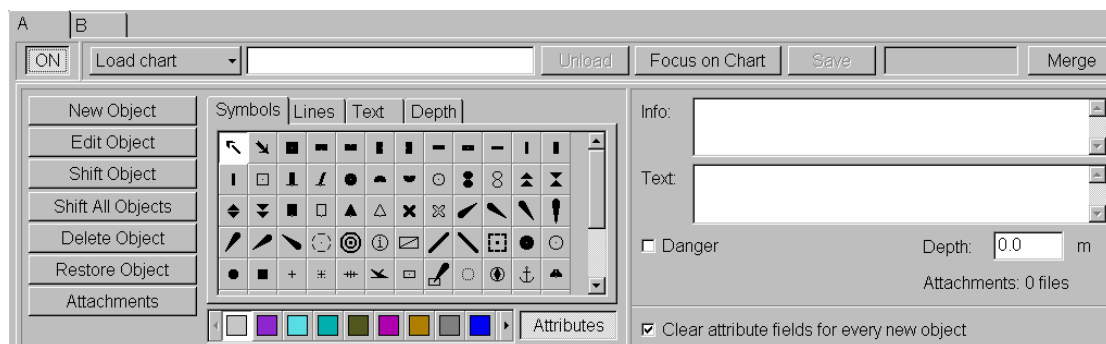 A B
ON Load chart Unload Focus on Chart Save Merge
New Object
Edit Object
Shift Object
Shift All Objects
Delete Object
Restore Object
Attachments
Symbols Lines Text Depth
Attributes
Info:
Text:
Danger Depth: 0.0 m
Attachments: 0 files
Clear attribute fields for every new object